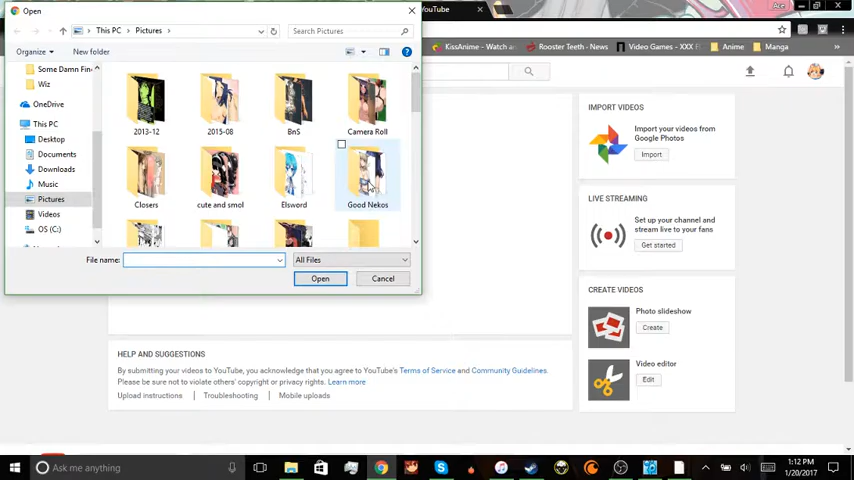 Open
YouTube
Ace
This PC > Pictures >
Search Pictures
Organize
New folder
KissAnime - Watch a
Rooster Teeth - News
Video Games - XXX F
Anime
Manga
Some Damn Fin
Wiz
OneDrive
This PC
Desktop
Documents
Downloads
Music
Pictures
Videos
OS (C:)
2013-12
2015-08
BnS
Camera Roll
Closers
cute and smol
Elsword
Good Nekos
File name:
All Files
Open
Cancel
IMPORT VIDEOS
Import your videos from
Google Photos
Import
LIVE STREAMING
Set up your channel and
stream live to your fans
Get started
CREATE VIDEOS
Photo slideshow
Create
Video editor
Edit
HELP AND SUGGESTIONS
By submitting your videos to YouTube, you acknowledge that you agree to YouTube's Terms of Service and Community Guidelines.
Please be sure not to violate others' copyright or privacy rights. Learn more
Upload instructions | Troubleshooting | Mobile uploads
Ask me anything
1:12 PM
1/20/2017